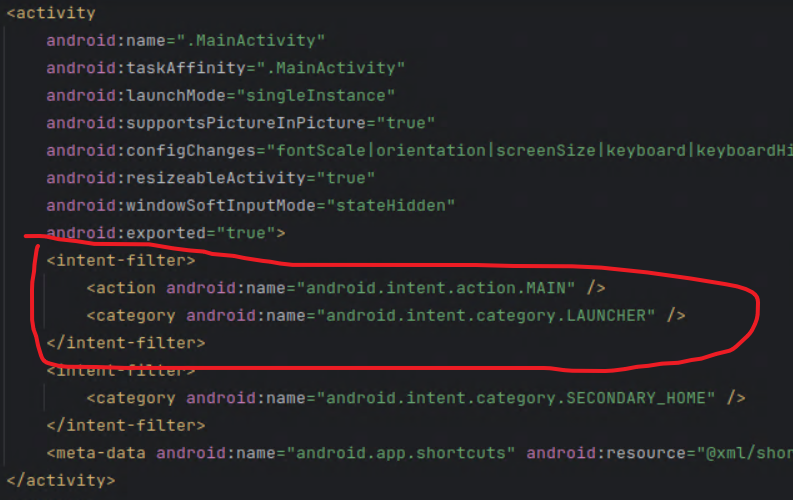 <activity
android:name=".MainActivity"
android:taskAffinity=".MainActivity"
android:launchMode="singleInstance"
android:supportsPictureInPicture="true"
android:configChanges="fontScale|orientation|screenSize|keyboard|keyboardHi
android:resizeableActivity="true"
android:windowSoftInputMode="stateHidden"
android:exported="true">
<intent-filter>
<action android:name="android.intent.action.MAIN" />
<category android:name="android.intent.category.LAUNCHER" />
</intent-filter>
<intent-filter>
<category android:name="android.intent.category.SECONDARY_HOME" />
</intent-filter>
<meta-data android:name="android.app.shortcuts" android:resource="@xml/shor
</activity>